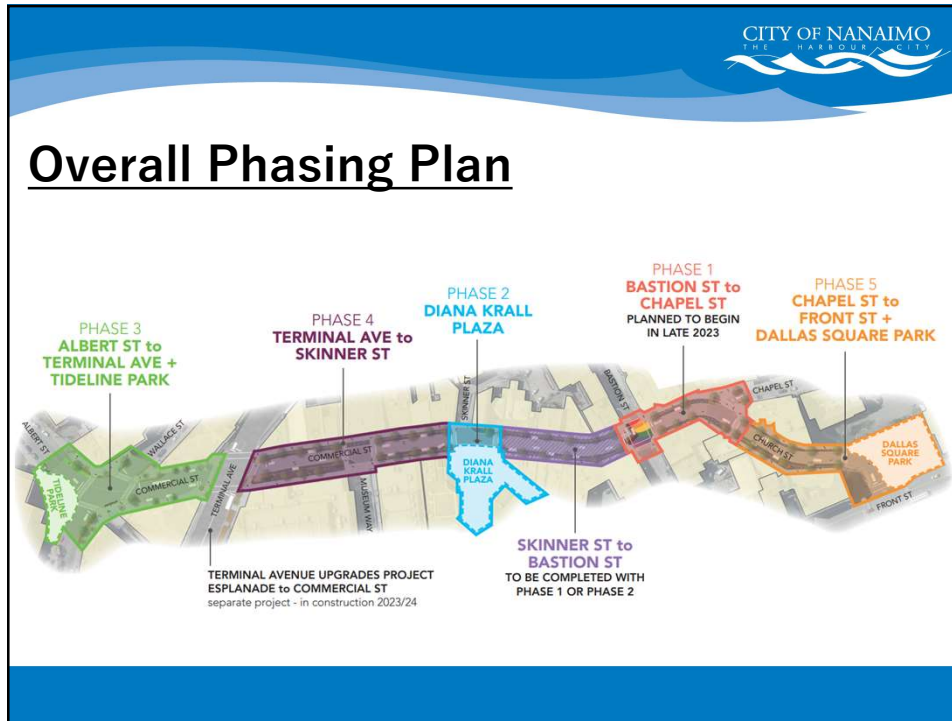 CITY OF NANAIMO
THE HARBOUR CITY
Overall Phasing Plan
PHASE 3
ALBERT ST to
TERMINAL AVE +
TIDELINE PARK
PHASE 4
TERMINAL AVE to
SKINNER ST
PHASE 2
DIANA KRALL
PLAZA
PHASE 1
BASTION ST to
CHAPEL ST
PLANNED TO BEGIN
IN LATE 2023
PHASE 5
CHAPEL ST to
FRONT ST +
DALLAS SQUARE PARK
ALBERT ST
WALLACE ST
TIDELINE
PARK
COMMERCIAL ST
TERMINAL AVE
COMMERCIAL ST
MUSEUM WAY
SKINNER ST
DIANA
KRALL
PLAZA
BASTION ST
CHAPEL ST
CHURCH ST
DALLAS
SQUARE
PARK
FRONT ST
SKINNER ST to
BASTION ST
TO BE COMPLETED WITH
PHASE 1 OR PHASE 2
TERMINAL AVENUE UPGRADES PROJECT
ESPLANADE to COMMERCIAL ST
separate project - in construction 2023/24